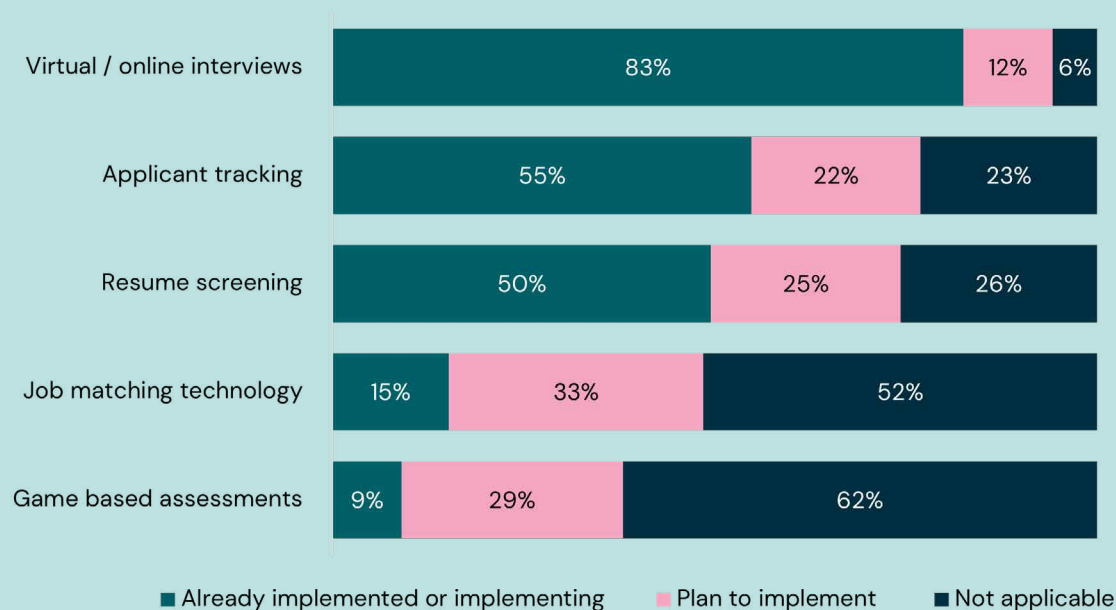 Virtual / online interviews 83% 12% 6%
Applicant tracking 55% 22% 23%
Resume screening 50% 25% 26%
Job matching technology 15% 33% 52%
Game based assessments 9% 29% 62%
Already implemented or implementing Plan to implement Not applicable